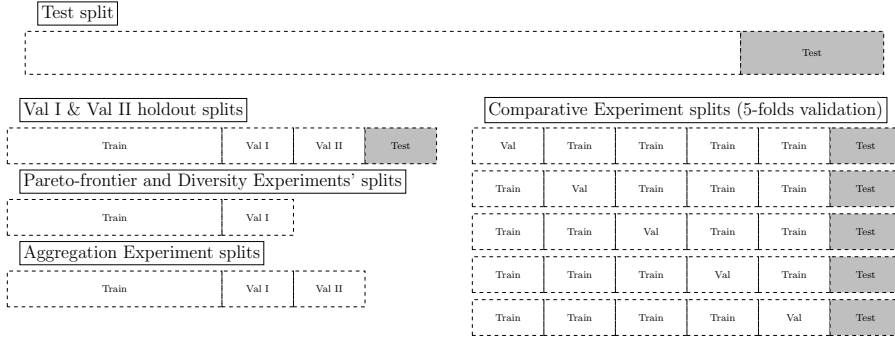 Test split
Test
Val I & Val II holdout splits
Train Val I Val II Test
Pareto-frontier and Diversity Experiments' splits
Train Val I
Aggregation Experiment splits
Train Val I Val II
Comparative Experiment splits (5-folds validation)
Val Train Train Train Train Test
Train Val Train Train Train Test
Train Train Val Train Train Test
Train Train Train Val Train Test
Train Train Train Train Val Test